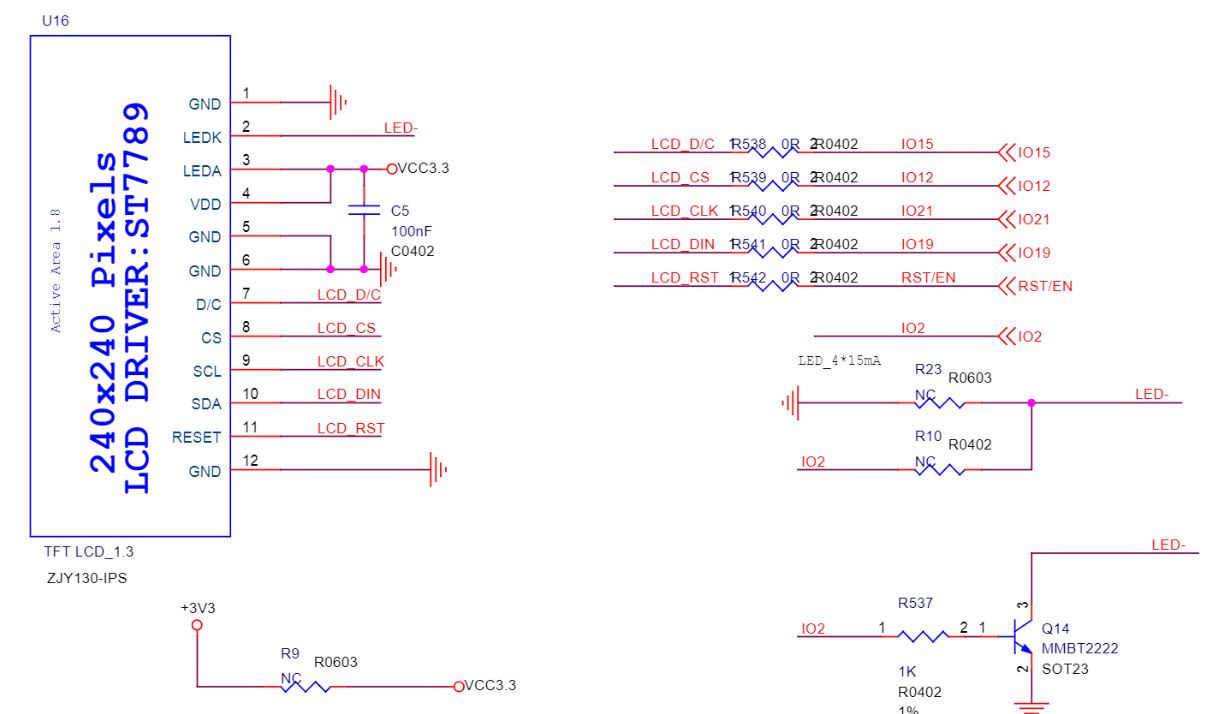 U16
240x240 Pixels
LCD DRIVER:ST7789
Active Area 1.8
GND 1
LEDK 2 LED-
LEDA 3 VCC3.3
VDD 4
GND 5
GND 6
C5
100nF
C0402
D/C 7 LCD_D/C
CS 8 LCD_CS
SCL 9 LCD_CLK
SDA 10 LCD_DIN
RESET 11 LCD_RST
GND 12
TFT LCD_1.3
ZJY130-IPS
LCD_D/C 1 R538 0R 2 R0402 IO15 IO15
LCD_CS 1 R539 0R 2 R0402 IO12 IO12
LCD_CLK 1 R540 0R 2 R0402 IO21 IO21
LCD_DIN 1 R541 0R 2 R0402 IO19 IO19
LCD_RST 1 R542 0R 2 R0402 RST/EN RST/EN
IO2 IO2
LED_4*15mA
R23 R0603
NC LED-
R10 R0402
IO2 NC
LED-
R537
IO2 1 2 1 3 2
Q14
MMBT2222
SOT23
1K
R0402
1%
+3V3
R9 R0603
NC VCC3.3